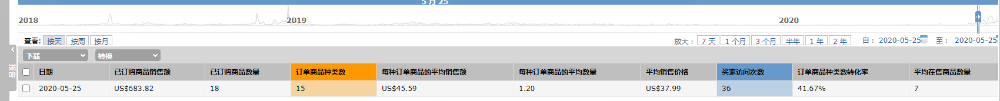 5 月 25
2018
2019
2020
查看: 按天 按周 按月
放大： 7 天 1 个月 3 个月 半年 1 年 2 年 自： 2020-05-25 至： 2020-05-25
报告
下载 转换
日期 已订购商品销售额 已订购商品数量 订单商品种类数 每种订单商品的平均销售额 每种订单商品的平均数量 平均销售价格 买家访问次数 订单商品种类数转化率 平均在售商品数量
2020-05-25 US$683.82 18 15 US$45.59 1.20 US$37.99 36 41.67% 7